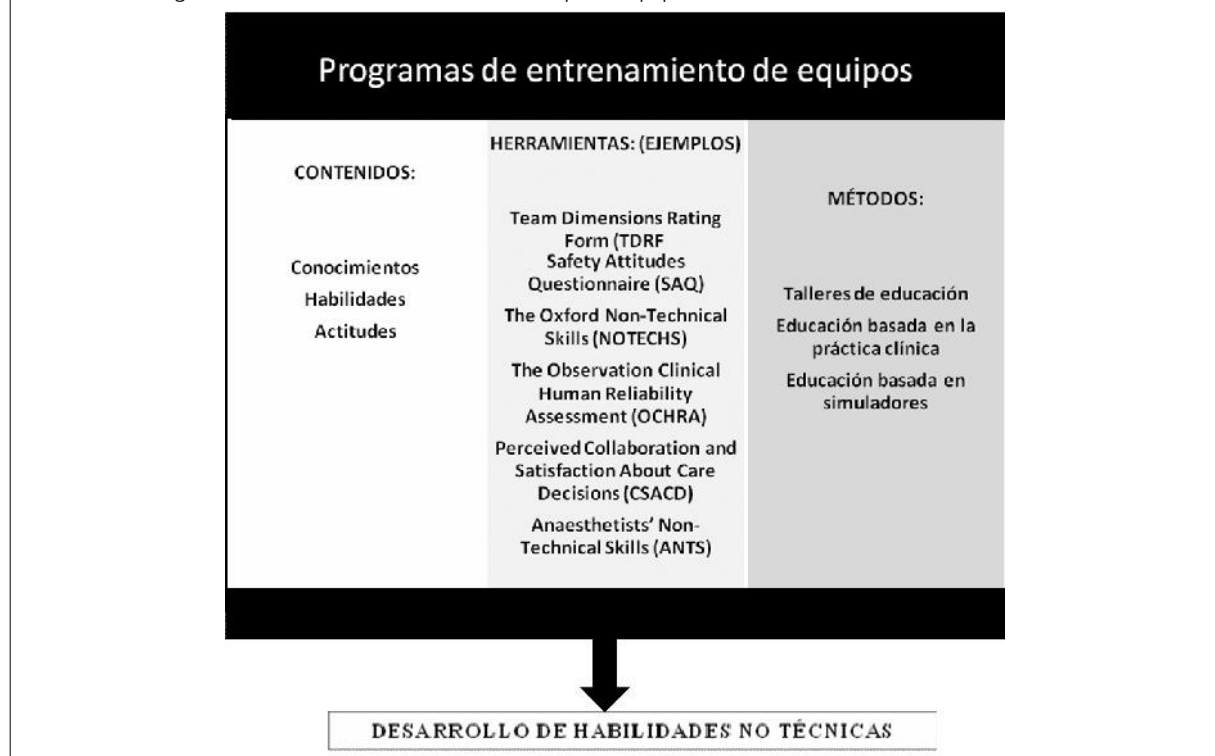 Programas de entrenamiento de equipos
CONTENIDOS:
Conocimientos
Habilidades
Actitudes
HERRAMIENTAS: (EJEMPLOS)
Team Dimensions Rating
Form (TDRF
Safety Attitudes
Questionnaire (SAQ)
The Oxford Non-Technical
Skills (NOTECHS)
The Observation Clinical
Human Reliability
Assessment (OCHRA)
Perceived Collaboration and
Satisfaction About Care
Decisions (CSACD)
Anaesthetists' Non-
Technical Skills (ANTS)
MÉTODOS:
Talleres de educación
Educación basada en la
práctica clínica
Educación basada en
simuladores
DESARROLLO DE HABILIDADES NO TÉCNICAS